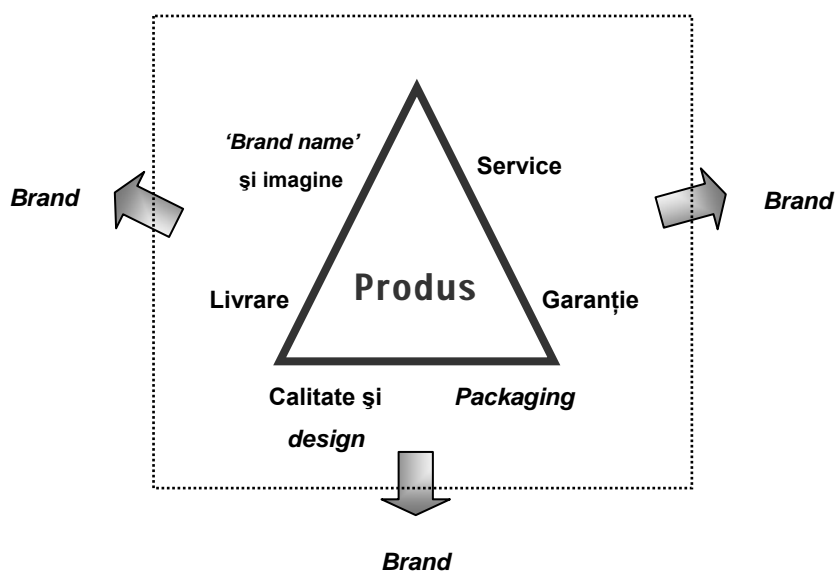 ‘Brand name’
şi imagine
Service
Brand
Brand
Livrare
Produs
Garanție
Calitate şi
design
Packaging
Brand